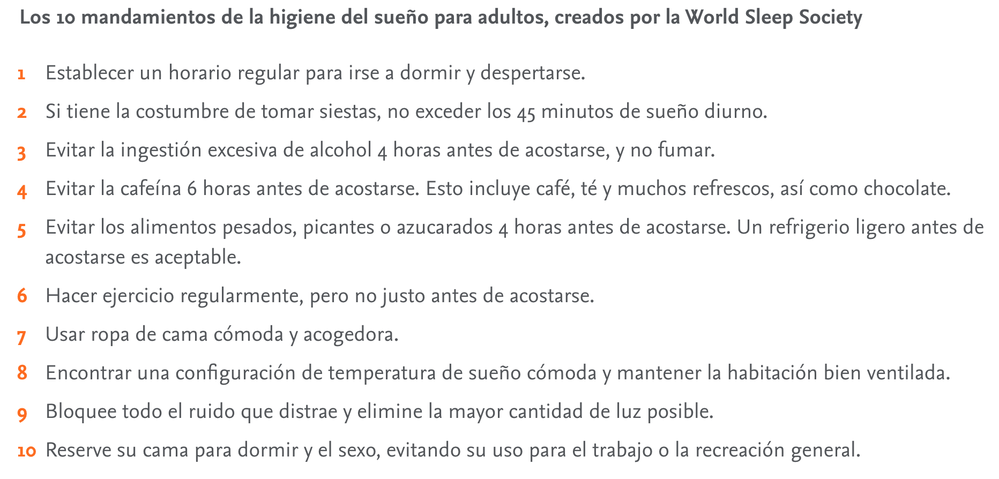 Los 10 mandamientos de la higiene del sueño para adultos, creados por la World Sleep Society
1 Establecer un horario regular para irse a dormir y despertarse.
2 Si tiene la costumbre de tomar siestas, no exceder los 45 minutos de sueño diurno.
3 Evitar la ingestión excesiva de alcohol 4 horas antes de acostarse, y no fumar.
4 Evitar la cafeína 6 horas antes de acostarse. Esto incluye café, té y muchos refrescos, así como chocolate.
5 Evitar los alimentos pesados, picantes o azucarados 4 horas antes de acostarse. Un refrigerio ligero antes de
acostarse es aceptable.
6 Hacer ejercicio regularmente, pero no justo antes de acostarse.
7 Usar ropa de cama cómoda y acogedora.
8 Encontrar una configuración de temperatura de sueño cómoda y mantener la habitación bien ventilada.
9 Bloquee todo el ruido que distrae y elimine la mayor cantidad de luz posible.
10 Reserve su cama para dormir y el sexo, evitando su uso para el trabajo o la recreación general.